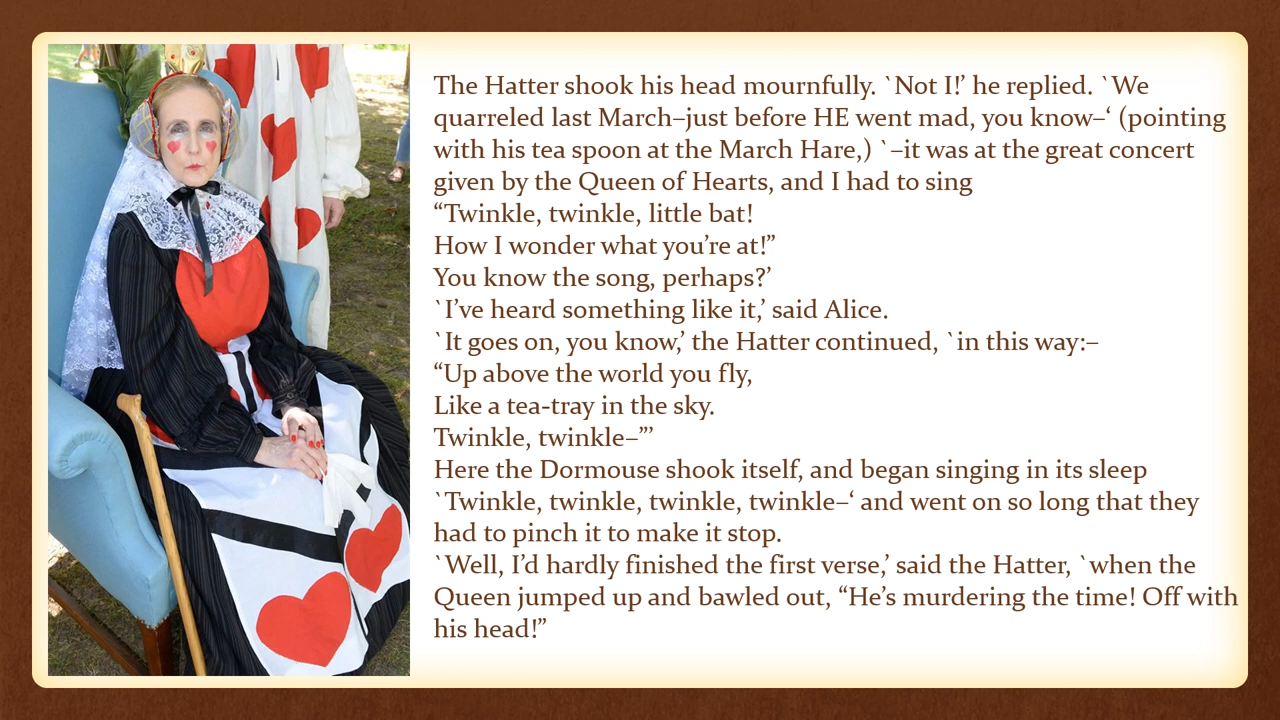 The Hatter shook his head mournfully. `Not I!’ he replied. `We
quarreled last March–just before HE went mad, you know–‘ (pointing
with his tea spoon at the March Hare,) `–it was at the great concert
given by the Queen of Hearts, and I had to sing
“Twinkle, twinkle, little bat!
How I wonder what you’re at!”
You know the song, perhaps?’
`I’ve heard something like it,’ said Alice.
`It goes on, you know,’ the Hatter continued, `in this way:–
“Up above the world you fly,
Like a tea-tray in the sky.
Twinkle, twinkle–”’
Here the Dormouse shook itself, and began singing in its sleep
`Twinkle, twinkle, twinkle, twinkle–‘ and went on so long that they
had to pinch it to make it stop.
`Well, I’d hardly finished the first verse,’ said the Hatter, `when the
Queen jumped up and bawled out, “He’s murdering the time! Off with
his head!”